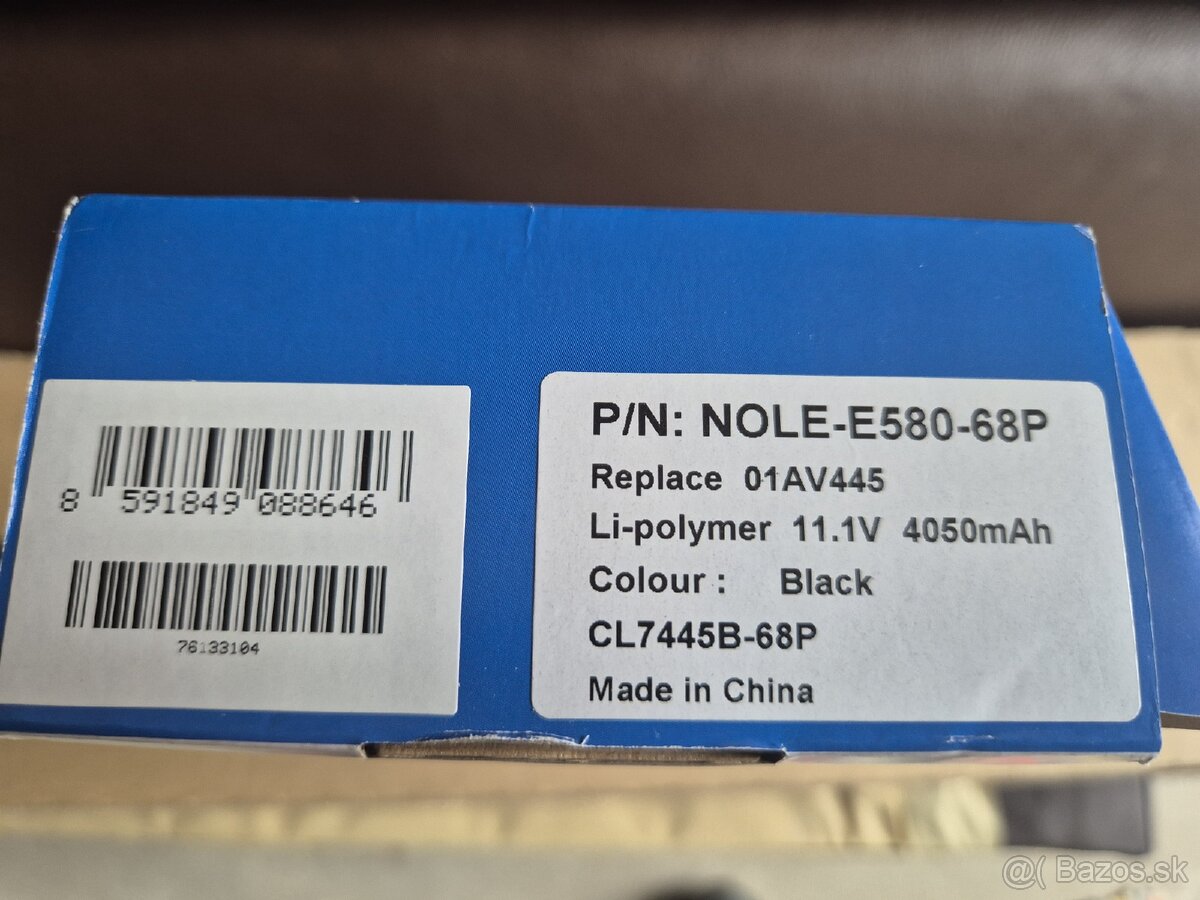 8 591849 088646
76133104
P/N: NOLE-E580-68P
Replace 01AV445
Li-polymer 11.1V 4050mAh
Colour : Black
CL7445B-68P
Made in China
@( Bazos.sk